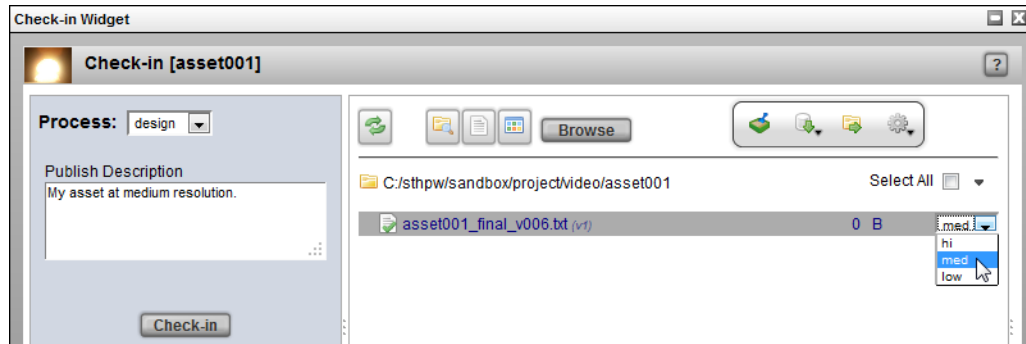 Check-in Widget
Check-in [asset001]
?
Process: design
Browse
Publish Description
My asset at medium resolution.
C:/sthpw/sandbox/project/video/asset001
Select All
asset001_final_v006.txt (v1)
0 B
med
hi
med
low
Check-in